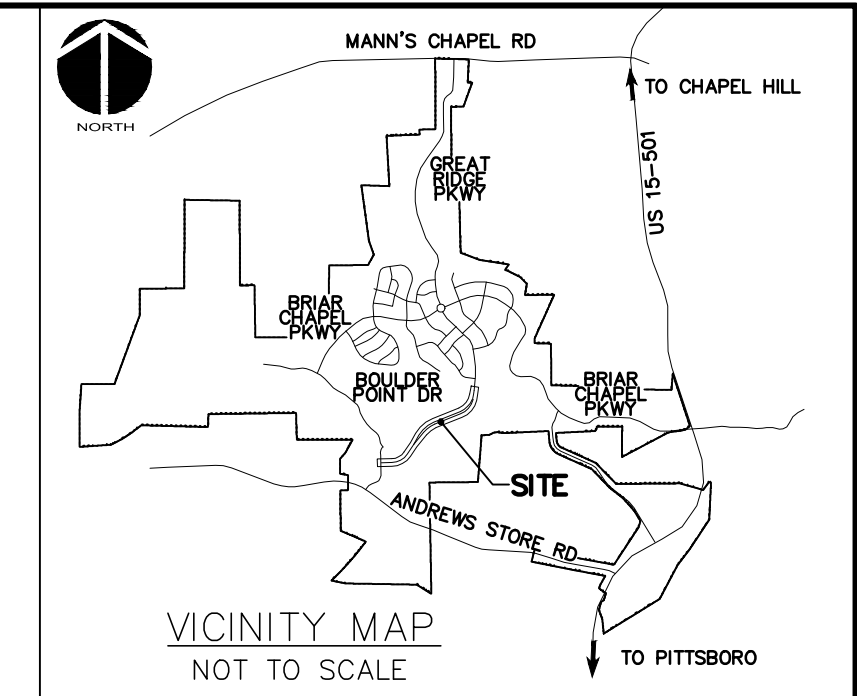 MANN'S CHAPEL RD
TO CHAPEL HILL
NORTH
US 15-501
GREAT
RIDGE
PKWY
BRIAR
CHAPEL
PKWY
BOULDER
POINT DR
BRIAR
CHAPEL
PKWY
SITE
ANDREWS STORE RD
VICINITY MAP
NOT TO SCALE
TO PITTSBORO